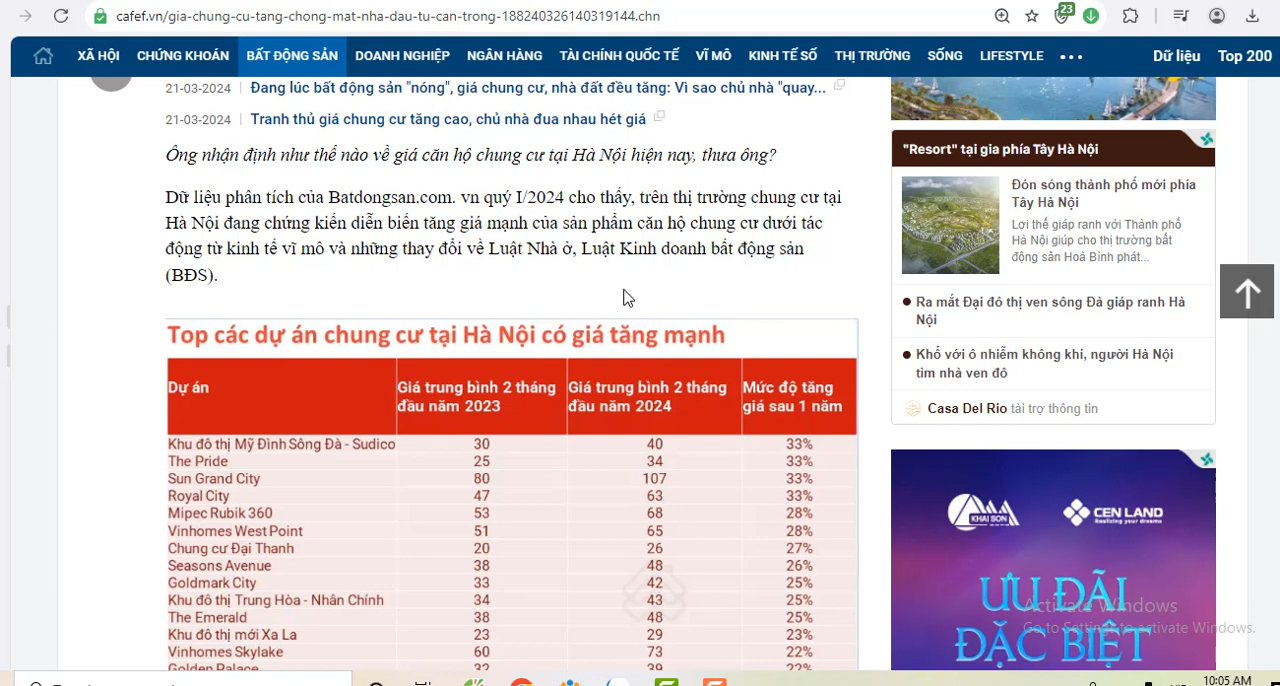 cafef.vn/gia-chung-cu-tang-chong-mat-nha-dau-tu-can-trong-188240326140319144.chn
23
XÃ HỘI CHỨNG KHOÁN BẤT ĐỘNG SẢN DOANH NGHIỆP NGÂN HÀNG TÀI CHÍNH QUỐC TẾ VĨ MÔ KINH TẾ SỐ THỊ TRƯỜNG SỐNG LIFESTYLE ••• Dữ liệu Top 200
21-03-2024 Đang lúc bất động sản "nóng", giá chung cư, nhà đất đều tăng: Vì sao chủ nhà "quay...
21-03-2024 Tranh thủ giá chung cư tăng cao, chủ nhà đua nhau hét giá
Ông nhận định như thế nào về giá căn hộ chung cư tại Hà Nội hiện nay, thưa ông?
Dữ liệu phân tích của Batdongsan.com. vn quý I/2024 cho thấy, trên thị trường chung cư tại
Hà Nội đang chứng kiến diễn biến tăng giá mạnh của sản phẩm căn hộ chung cư dưới tác
động từ kinh tế vĩ mô và những thay đổi về Luật Nhà ở, Luật Kinh doanh bất động sản
(BĐS).
Top các dự án chung cư tại Hà Nội có giá tăng mạnh
Dự án Giá trung bình 2 tháng đầu năm 2023 Giá trung bình 2 tháng đầu năm 2024 Mức độ tăng giá sau 1 năm
Khu đô thị Mỹ Đình Sông Đà - Sudico 30 40 33%
The Pride 25 34 33%
Sun Grand City 80 107 33%
Royal City 47 63 33%
Mipec Rubik 360 53 68 28%
Vinhomes West Point 51 65 28%
Chung cư Đại Thanh 20 26 27%
Seasons Avenue 38 48 26%
Goldmark City 33 42 25%
Khu đô thị Trung Hòa - Nhân Chính 34 43 25%
The Emerald 38 48 25%
Khu đô thị mới Xa La 23 29 23%
Vinhomes Skylake 60 73 22%
Golden Palace 32 39 22%
"Resort" tại gia phía Tây Hà Nội
Đón sóng thành phố mới phía
Tây Hà Nội
Lợi thế giáp ranh với Thành phố
Hà Nội giúp cho thị trường bất
động sản Hoà Bình phát...
Ra mắt Đại đô thị ven sông Đà giáp ranh Hà
Nội
Khổ với ô nhiễm không khí, người Hà Nội
tìm nhà ven đô
Casa Del Rio tài trợ thông tin
KHAI SON
CEN LAND
Realizing your dreams
ƯU ĐÃI
ĐẶC BIỆT
Activate Windows
Go to Settings to activate Windows.
10:05 AM